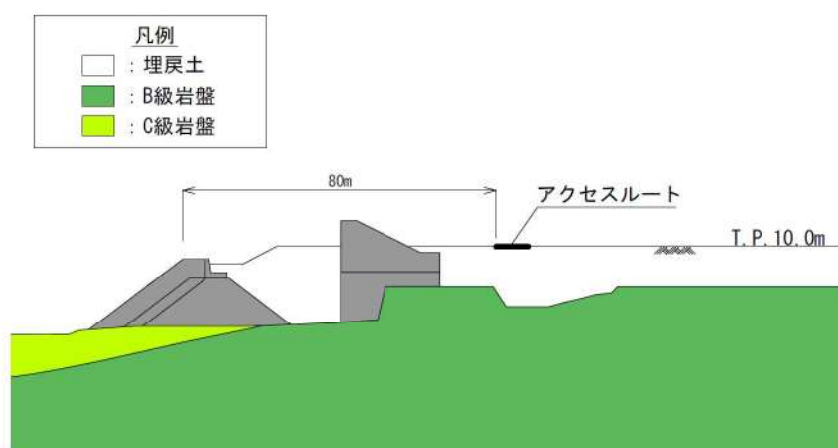 凡例
：埋戻土
：B級岩盤
：C級岩盤
80m
アクセスルート
T.P.10.0m